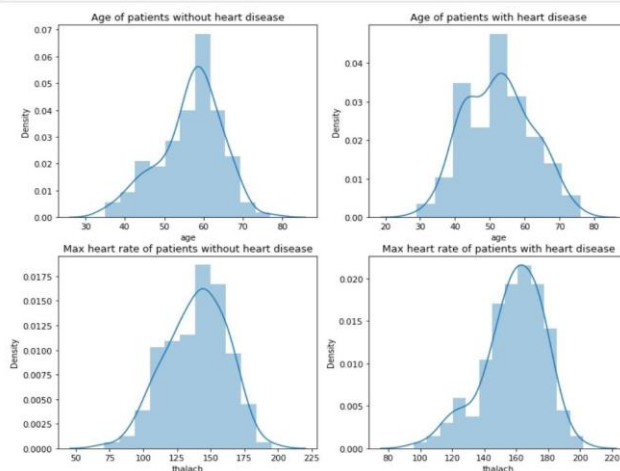 Age of patients without heart disease
0.07
0.06
0.05
0.04
0.03
0.02
0.01
0.00
Density
30 40 50 60 70 80
age
Age of patients with heart disease
0.04
0.03
0.02
0.01
0.00
Density
20 30 40 50 60 70 80
age
Max heart rate of patients without heart disease
0.0175
0.0150
0.0125
0.0100
0.0075
0.0050
0.0025
0.0000
Density
50 75 100 125 150 175 200 225
thalach
Max heart rate of patients with heart disease
0.020
0.015
0.010
0.005
0.000
Density
80 100 120 140 160 180 200 220
thalach